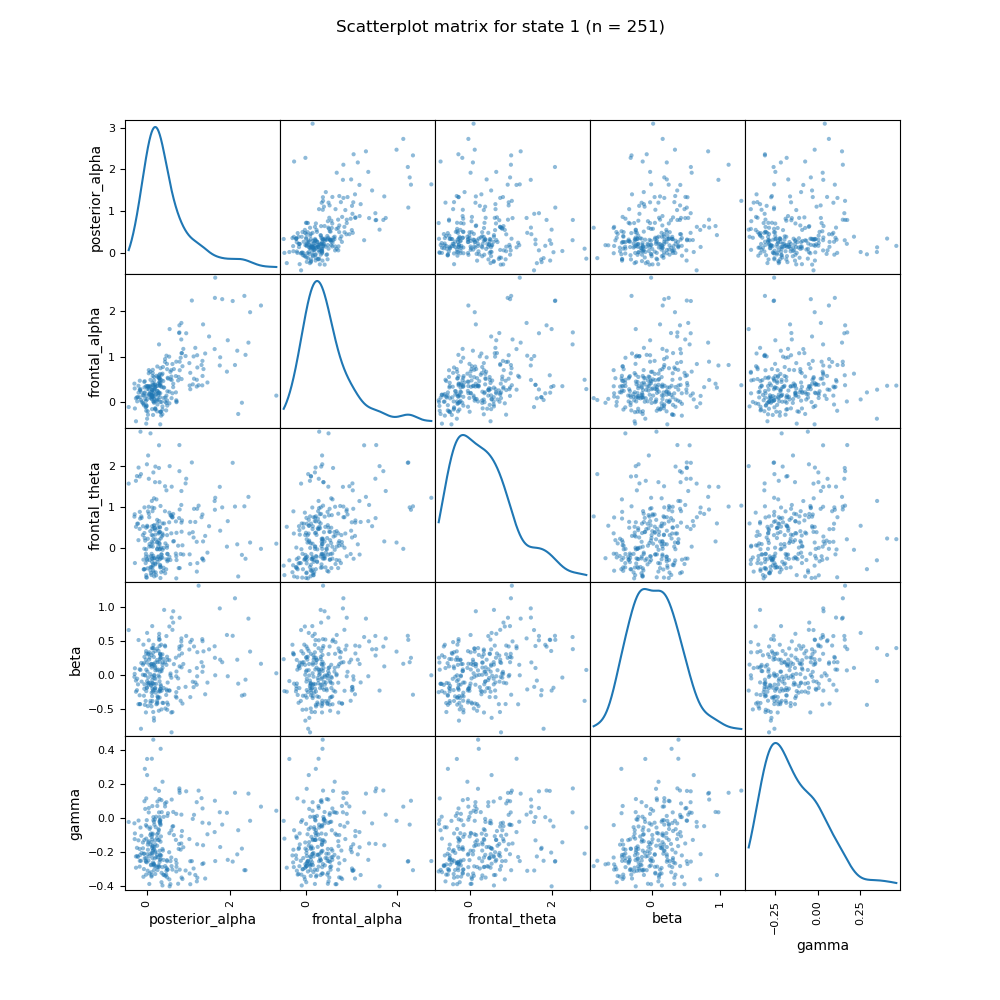 Scatterplot matrix for state 1 (n = 251)
posterior_alpha
3
2
1
0
frontal_alpha
2
1
0
frontal_theta
2
1
0
beta
1.0
0.5
0.0
−0.5
gamma
0.4
0.2
0.0
−0.2
−0.4
0 2 0 2 0 2 0 1 −0.25 0.00 0.25
posterior_alpha frontal_alpha frontal_theta beta gamma